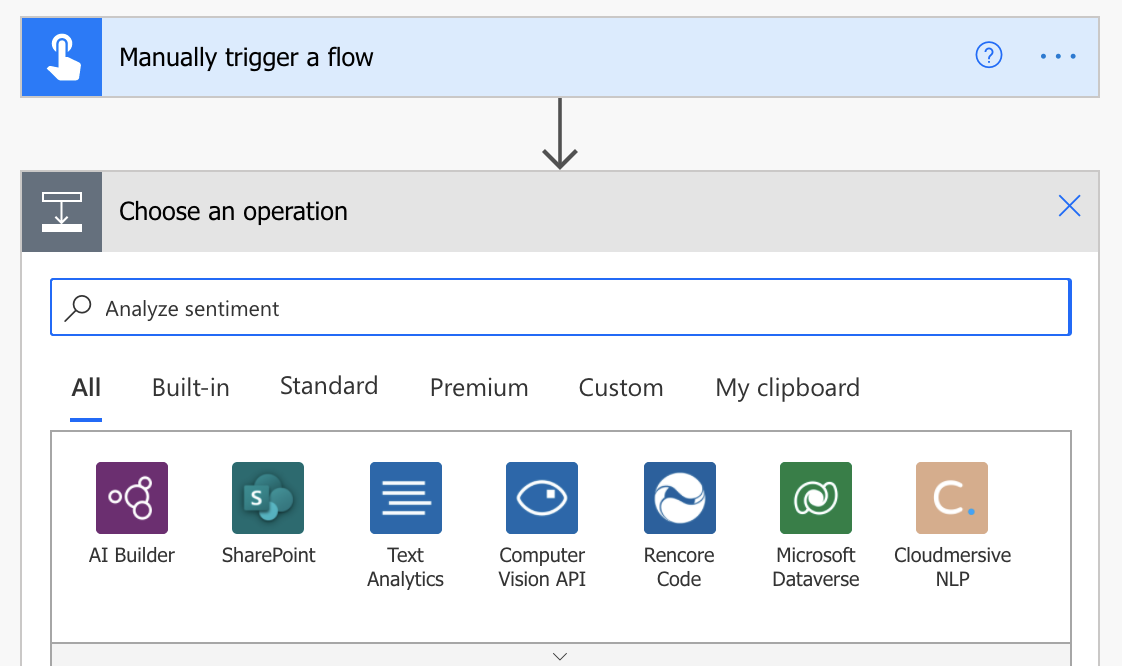 Manually trigger a flow
?
Choose an operation
Analyze sentiment
All Built-in Standard Premium Custom My clipboard
S C.
AI Builder SharePoint Text Computer Rencore Microsoft Cloudmersive
Analytics Vision API Code Dataverse NLP